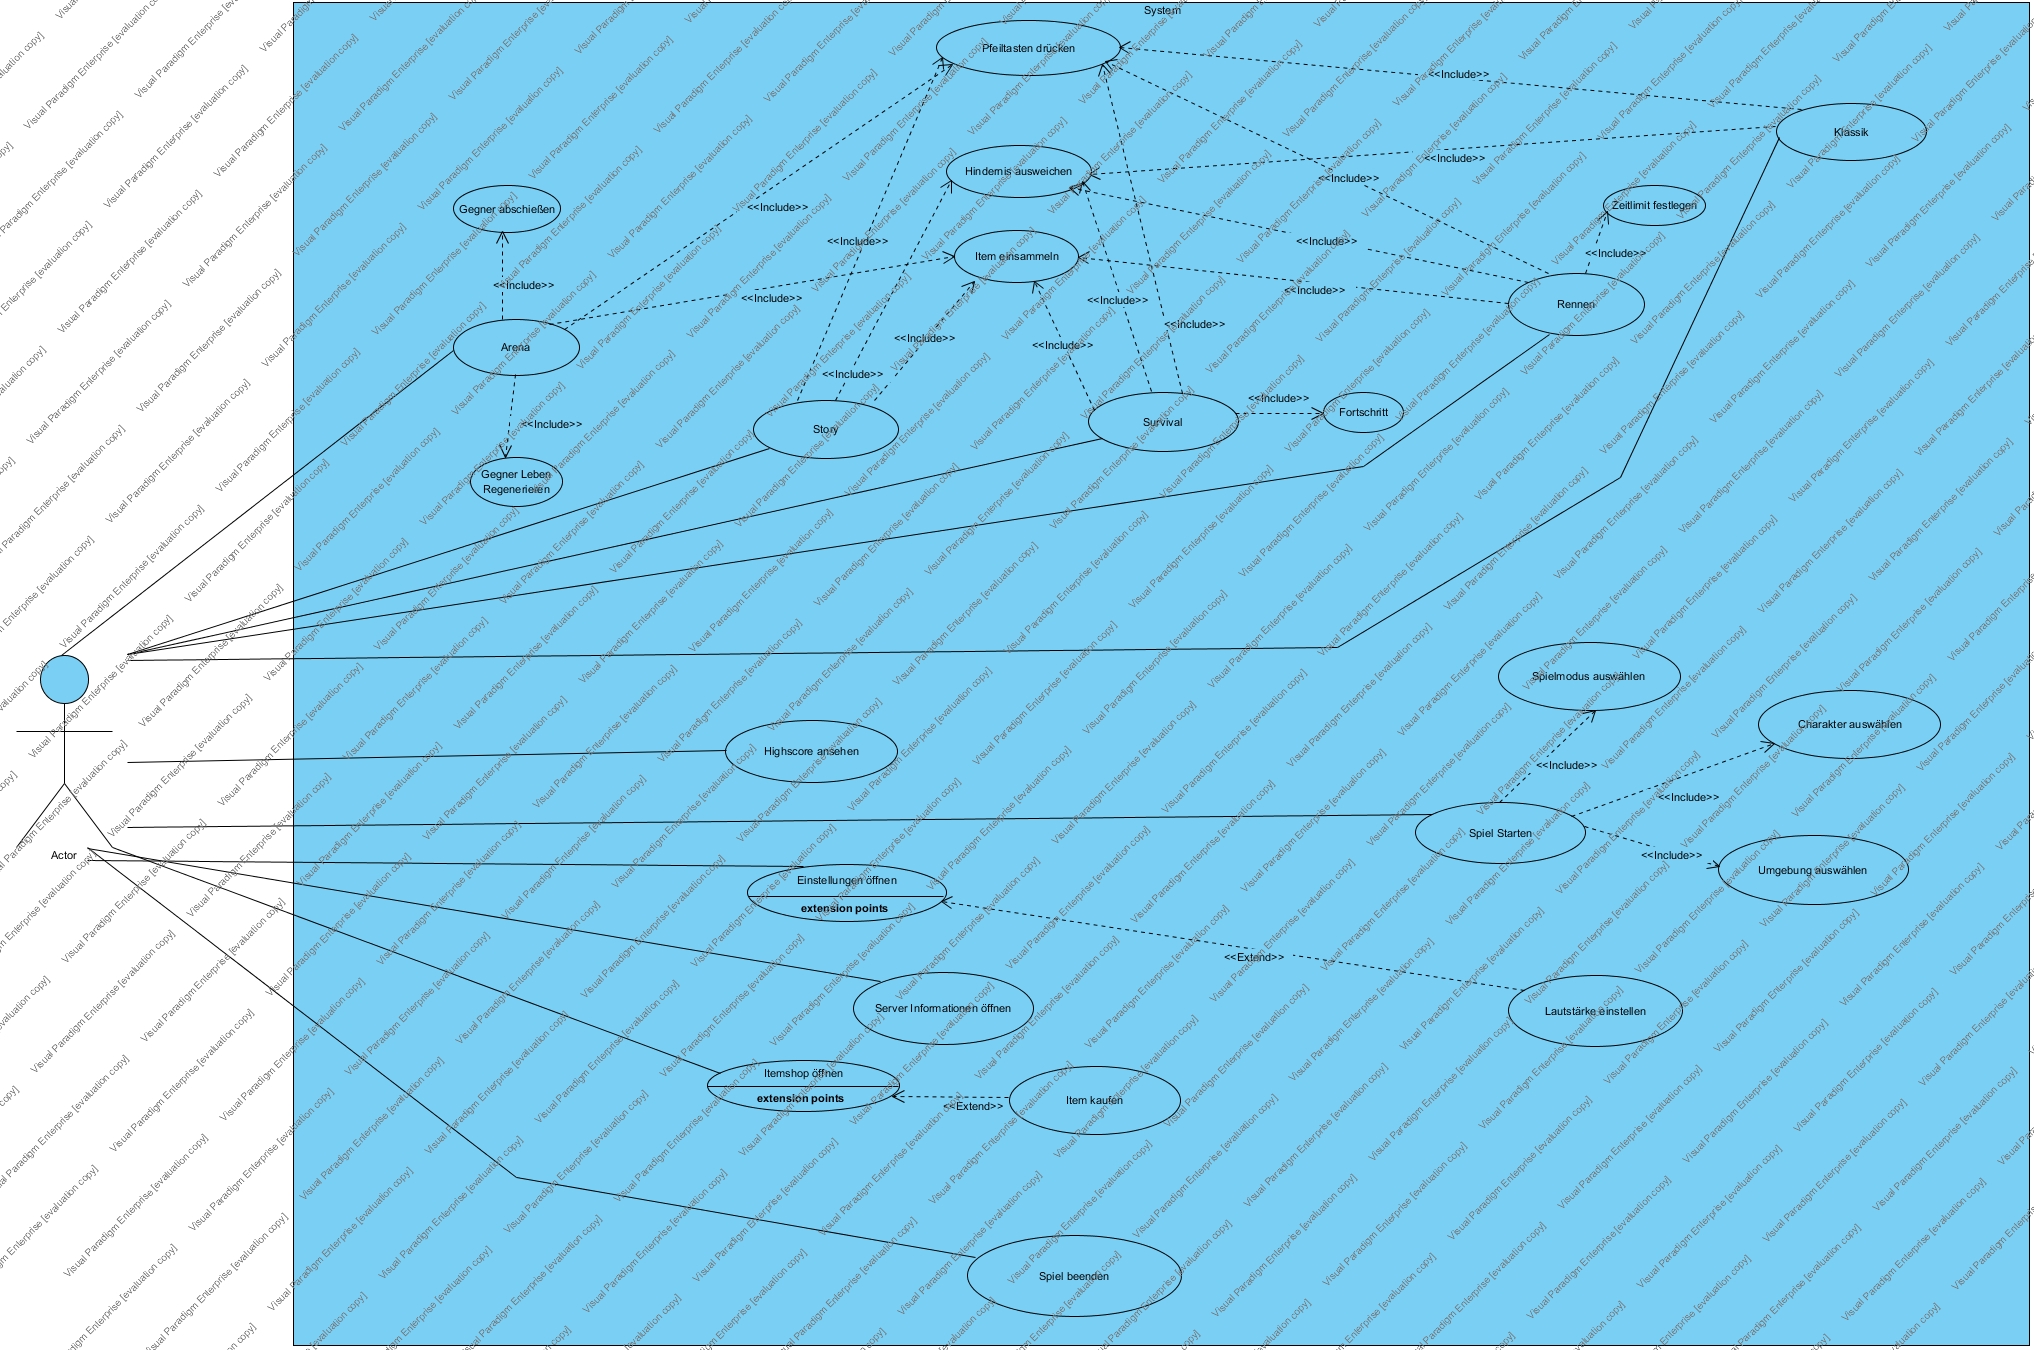 System
Pfeiltasten drücken
<<Include>>
Klassik
<<Include>>
Hindernis ausweichen
<<Include>>
Gegner abschießen
<<Include>>
Zeitlimit festlegen
<<Include>>
<<Include>>
<<Include>>
Item einsammeln
<<Include>>
<<Include>>
<<Include>>
<<Include>>
<<Include>>
Rennen
<<Include>>
Arena
<<Include>>
<<Include>>
<<Include>>
<<Include>>
Fortschritt
Story
Survival
<<Include>>
Gegner Leben
Regenerieren
Spielmodus auswählen
Charakter auswählen
Highscore ansehen
<<Include>>
<<Include>>
Spiel Starten
Actor
<<Include>>
Umgebung auswählen
Einstellungen öffnen
extension points
<<Extend>>
Server Informationen öffnen
Lautstärke einstellen
Itemshop öffnen
extension points
Item kaufen
<<Extend>>
Spiel beenden
Visual Paradigm Enterprise [evaluation copy]